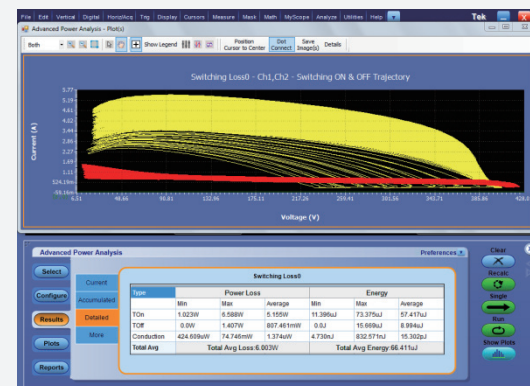 File Edit Vertical Digital Horiz/Acq Trig Display Cursors Measure Mask Math MyScope Analyze Utilities Help Tek
Advanced Power Analysis - Plot(s)
Both Show Legend Position Cursor to Center Dot Connect Save Image(s) Details
Switching Loss0 - Ch1,Ch2 - Switching ON & OFF Trajectory
Current (A)
5.77
5.19
4.61
4.02
3.44
2.85
2.27
1.69
1.11
524.19m
-59.16m
6.51 48.66 90.81 132.96 175.11 217.26 259.41 301.56 343.71 385.86
Voltage (V)
Advanced Power Analysis Preferences
Clear
Recalc
Single
Run
Show Plots
Select
Configure
Results
Plots
Reports
Current
Accumulated
Detailed
More
Switching Loss0
Type Power Loss Energy
Min Max Average Min Max Average
TOn 1.023W 6.588W 5.155W 11.396uJ 73.375uJ 57.417uJ
TOff 0.0W 1.407W 807.461mW 0.0J 15.669uJ 8.994uJ
Conduction 424.609uW 74.746mW 1.374uW 4.730nJ 832.571nJ 15.302pJ
Total Avg Total Avg Loss:6.003W Total Avg Energy:66.411uJ